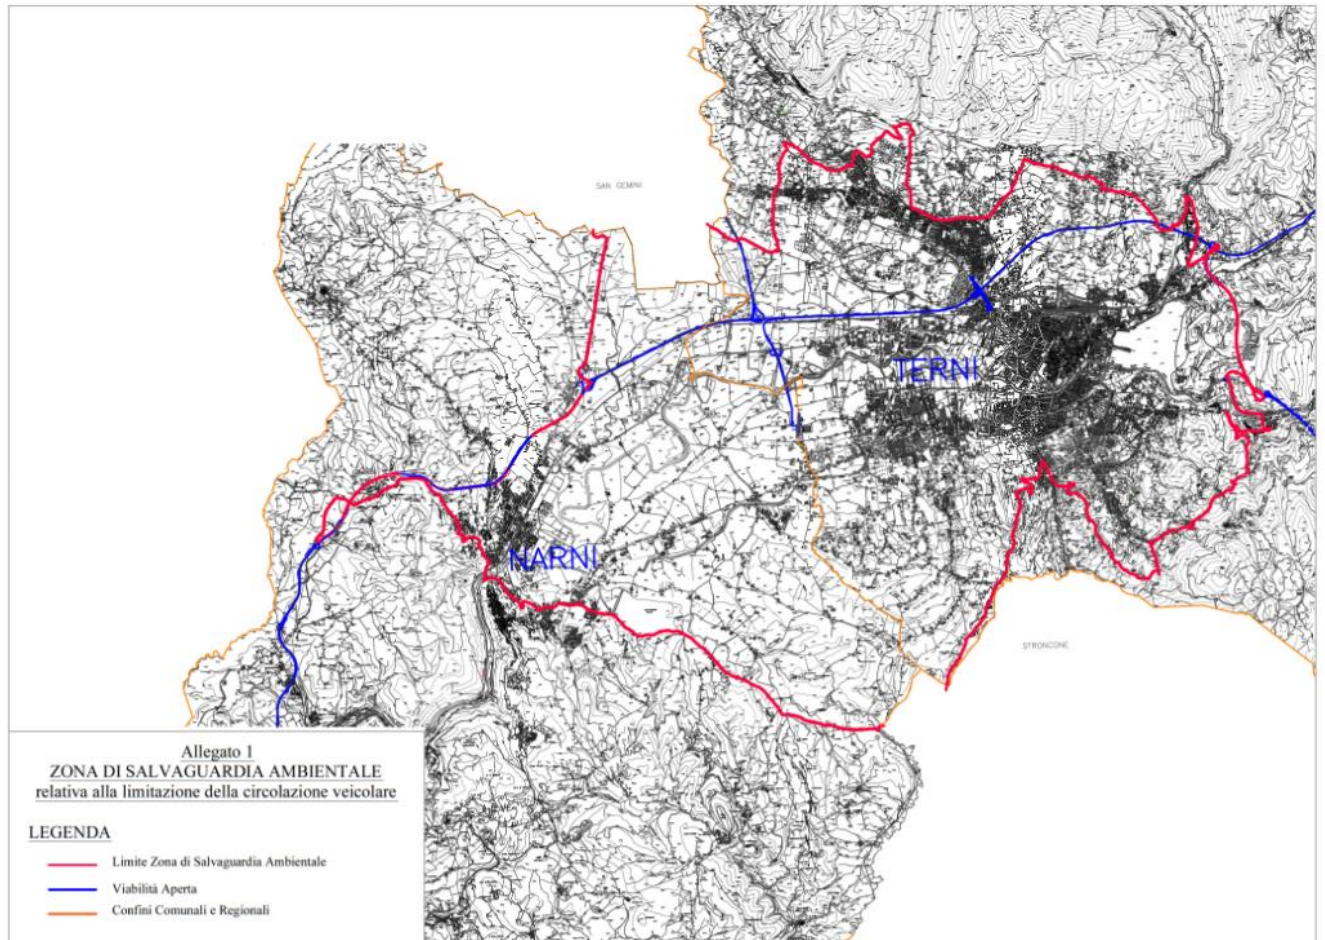 SAN GEMINI
TERNI
NARNI
STRONCONE
Allegato 1
ZONA DI SALVAGUARDIA AMBIENTALE
relativa alla limitazione della circolazione veicolare
LEGENDA
Limite Zona di Salvaguardia Ambientale
Viabilità Aperta
Confini Comunali e Regionali